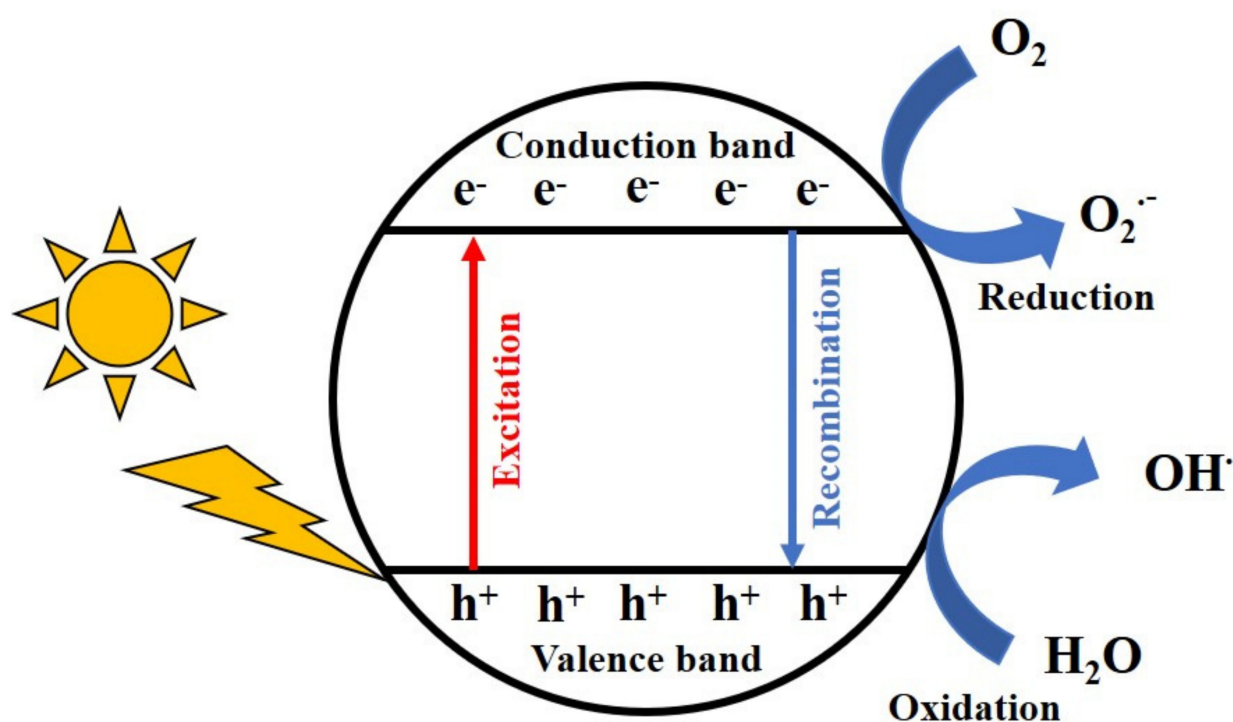 O₂
Conduction band
e⁻ e⁻ e⁻ e⁻ e⁻
O₂·⁻
Reduction
Excitation
Recombination
OH·
h⁺ h⁺ h⁺ h⁺ h⁺
Valence band
H₂O
Oxidation